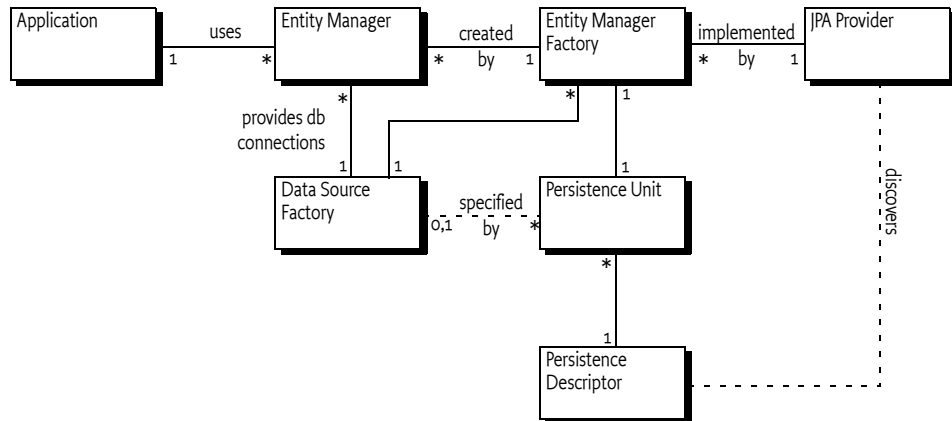 Application
Entity Manager
Entity Manager
Factory
JPA Provider
uses
1
*
created
by
*
1
implemented
by
*
1
*
provides db
connections
1
*
1
1
1
discovers
Data Source
Factory
specified
by
0,1
*
Persistence Unit
*
1
Persistence
Descriptor